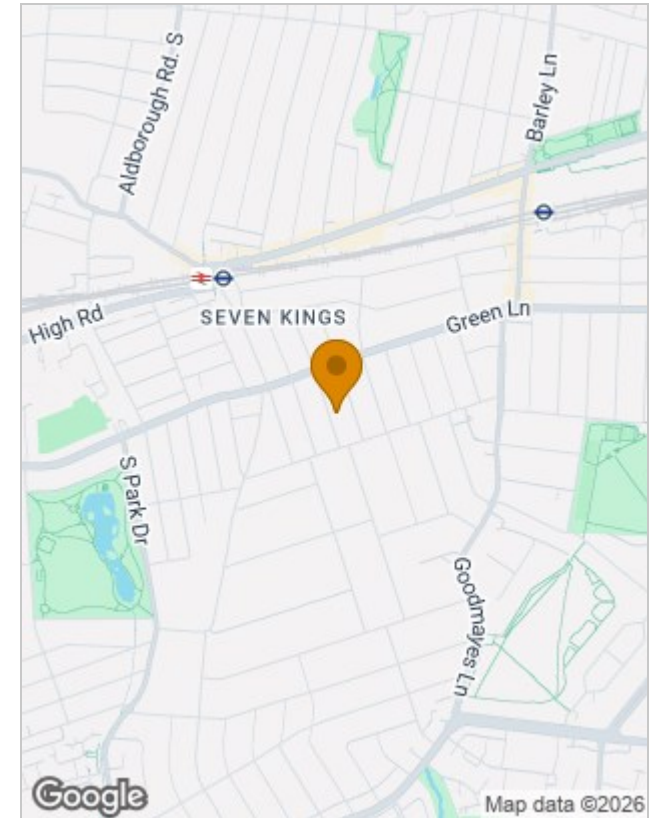 Aldborough Rd. S
Barley Ln
High Rd
SEVEN KINGS
Green Ln
S Park Dr
Goodmayes Ln
Google
Map data ©2026